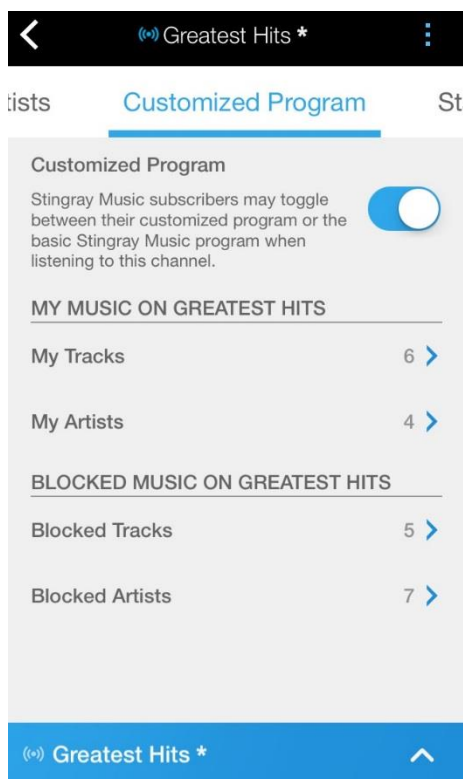 Greatest Hits *
tists Customized Program St
Customized Program
Stingray Music subscribers may toggle
between their customized program or the
basic Stingray Music program when
listening to this channel.
MY MUSIC ON GREATEST HITS
My Tracks 6
My Artists 4
BLOCKED MUSIC ON GREATEST HITS
Blocked Tracks 5
Blocked Artists 7
Greatest Hits *